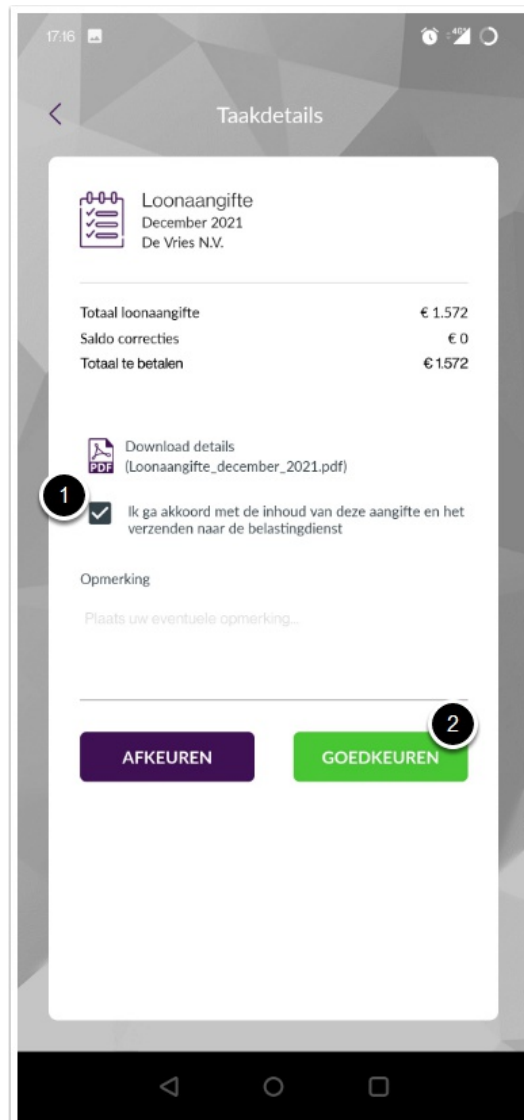 17:16
4G
Taakdetails
Loonaangifte
December 2021
De Vries N.V.
Totaal loonaangifte € 1.572
Saldo correcties € 0
Totaal te betalen € 1.572
PDF
Download details
(Loonaangifte_december_2021.pdf)
1
Ik ga akkoord met de inhoud van deze aangifte en het
verzenden naar de belastingdienst
Opmerking
Plaats uw eventuele opmerking...
2
AFKEUREN GOEDKEUREN